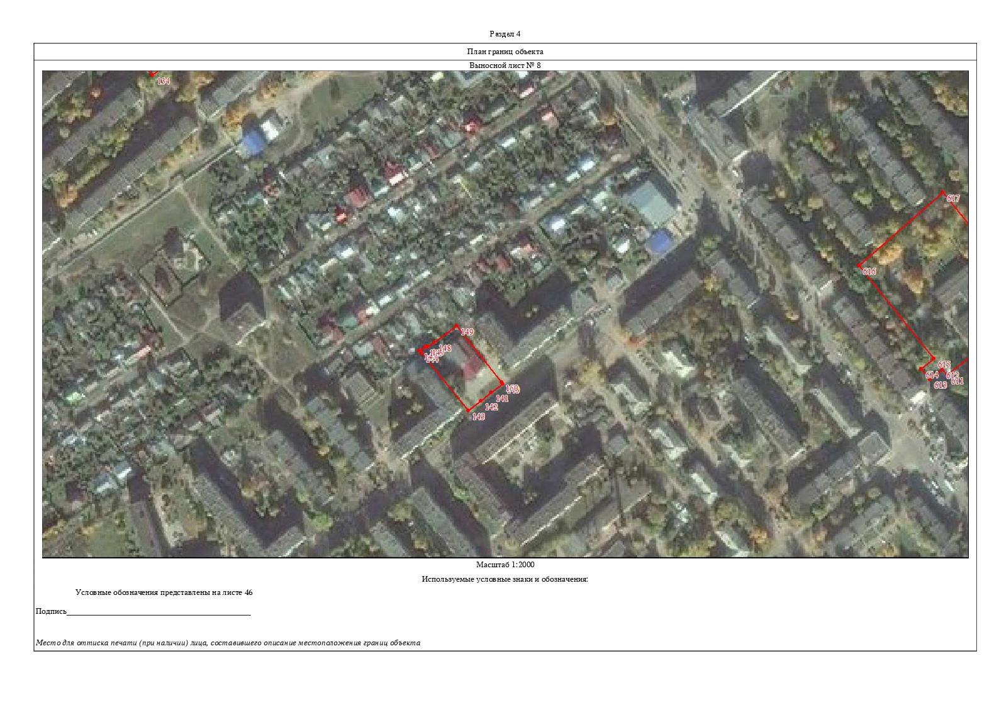 Раздел 4
План границ объекта
Выносной лист № 8
134
617
616
149
148
615
614
612
611
613
141
142
143
Масштаб 1:2000
Используемые условные знаки и обозначения:
Условные обозначения представлены на листе 46
Подпись
Место для оттиска печати (при наличии) лица, составившего описание местоположения границ объекта